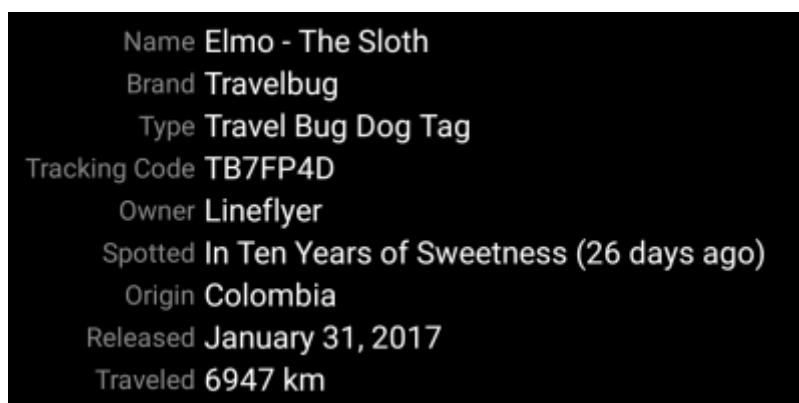 Name Elmo - The Sloth
Brand Travelbug
Type Travel Bug Dog Tag
Tracking Code TB7FP4D
Owner Lineflyer
Spotted In Ten Years of Sweetness (26 days ago)
Origin Colombia
Released January 31, 2017
Traveled 6947 km